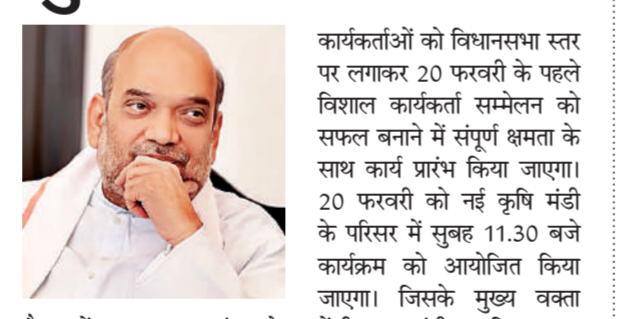 कार्यकर्ताओं को विधानसभा स्तर
पर लगाकर 20 फरवरी के पहले
विशाल कार्यकर्ता सम्मेलन को
सफल बनाने में संपूर्ण क्षमता के
साथ कार्य प्रारंभ किया जाएगा।
20 फरवरी को नई कृषि मंडी
के परिसर में सुबह 11.30 बजे
कार्यक्रम को आयोजित किया
जाएगा। जिसके मुख्य वक्ता